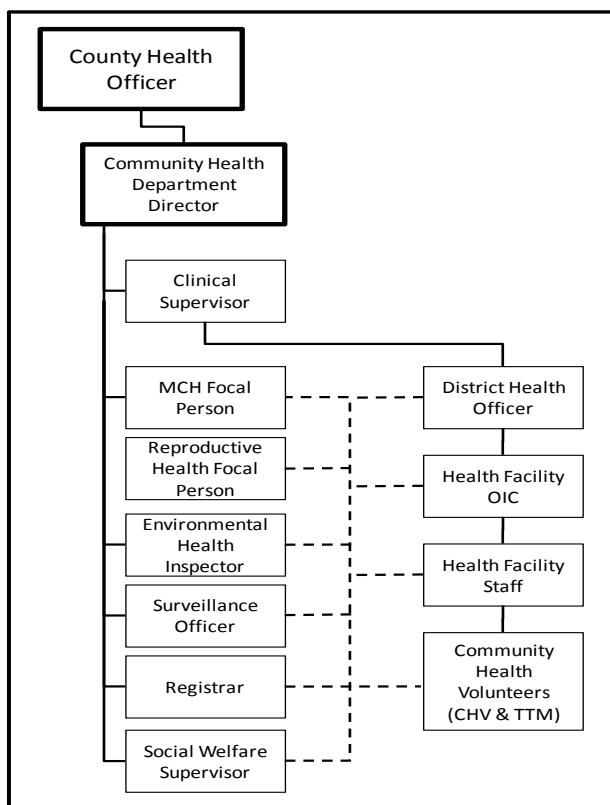 County Health
Officer
Community Health
Department
Director
Clinical
Supervisor
MCH Focal
Person
District Health
Officer
Reproductive
Health Focal
Person
Health Facility
OIC
Environmental
Health
Inspector
Health Facility
Staff
Surveillance
Officer
Community
Health
Volunteers
(CHV & TTM)
Registrar
Social Welfare
Supervisor